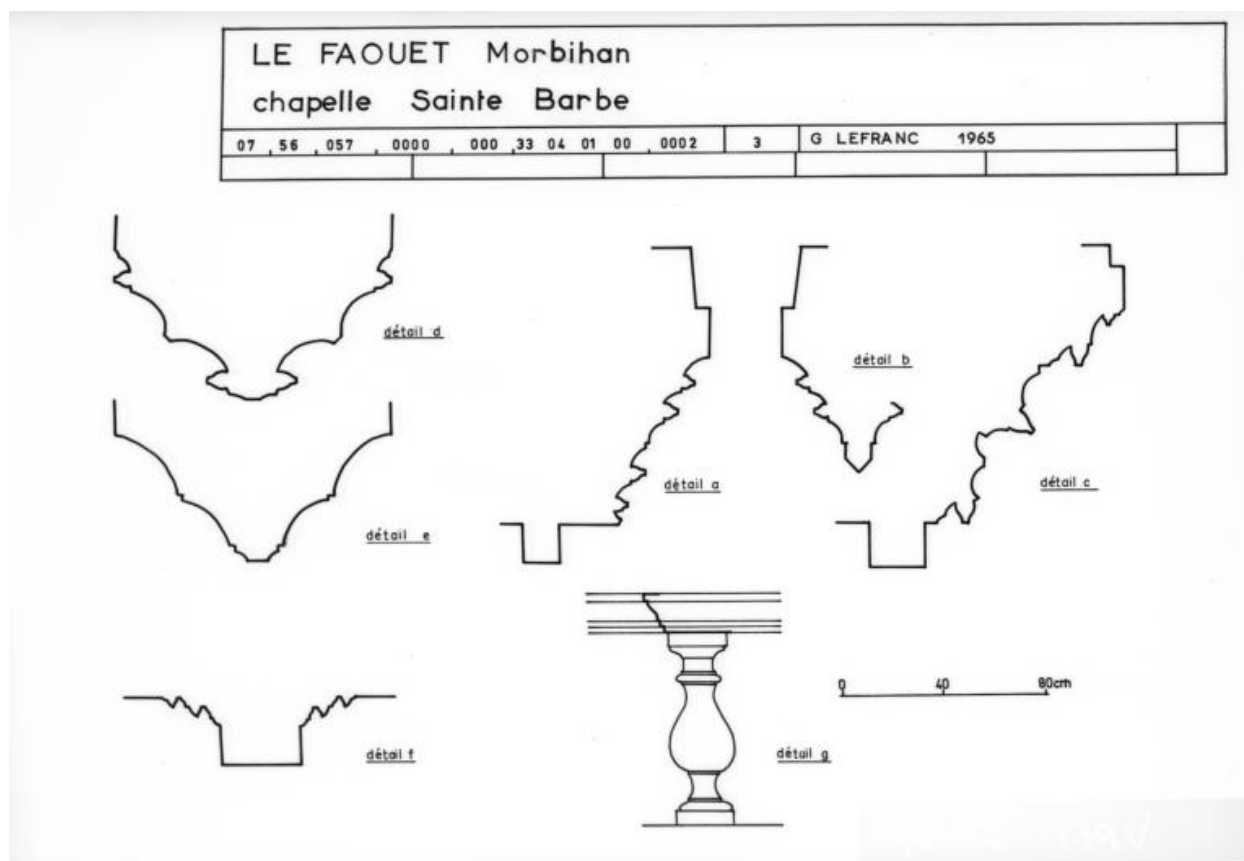 LE FAOUET Morbihan
chapelle Sainte Barbe
07 56 057 0000 000 33 04 01 00 0002 3 G LEFRANC 1965
détail d
détail b
détail a
détail c
détail e
0 40 80cm
détail f
détail g